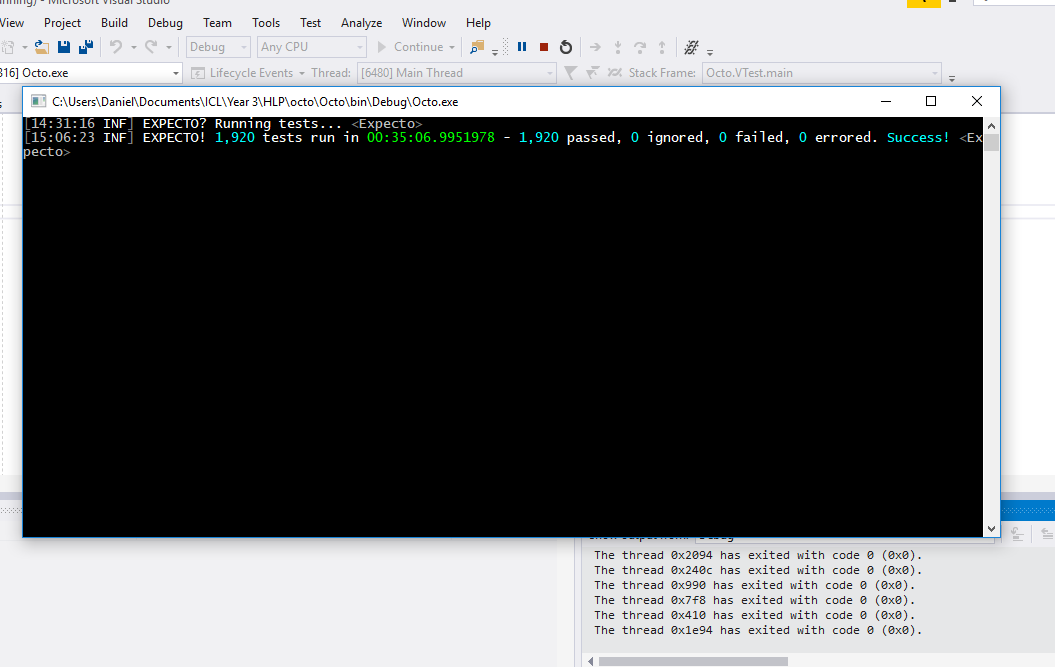 Microsoft Visual Studio
View Project Build Debug Team Tools Test Analyze Window Help
Debug Any CPU Continue
316] Octo.exe Lifecycle Events Thread: [6480] Main Thread Stack Frame: Octo.VTest.main
C:\Users\Daniel\Documents\ICL\Year 3\HLP\octo\Octo\bin\Debug\Octo.exe
[14:31:16 INF] EXPECTO? Running tests... <Expecto>
[15:06:23 INF] EXPECTO! 1,920 tests run in 00:35:06.9951978 - 1,920 passed, 0 ignored, 0 failed, 0 errored. Success! <Ex
pecto>
The thread 0x2094 has exited with code 0 (0x0).
The thread 0x240c has exited with code 0 (0x0).
The thread 0x990 has exited with code 0 (0x0).
The thread 0x7f8 has exited with code 0 (0x0).
The thread 0x410 has exited with code 0 (0x0).
The thread 0x1e94 has exited with code 0 (0x0).